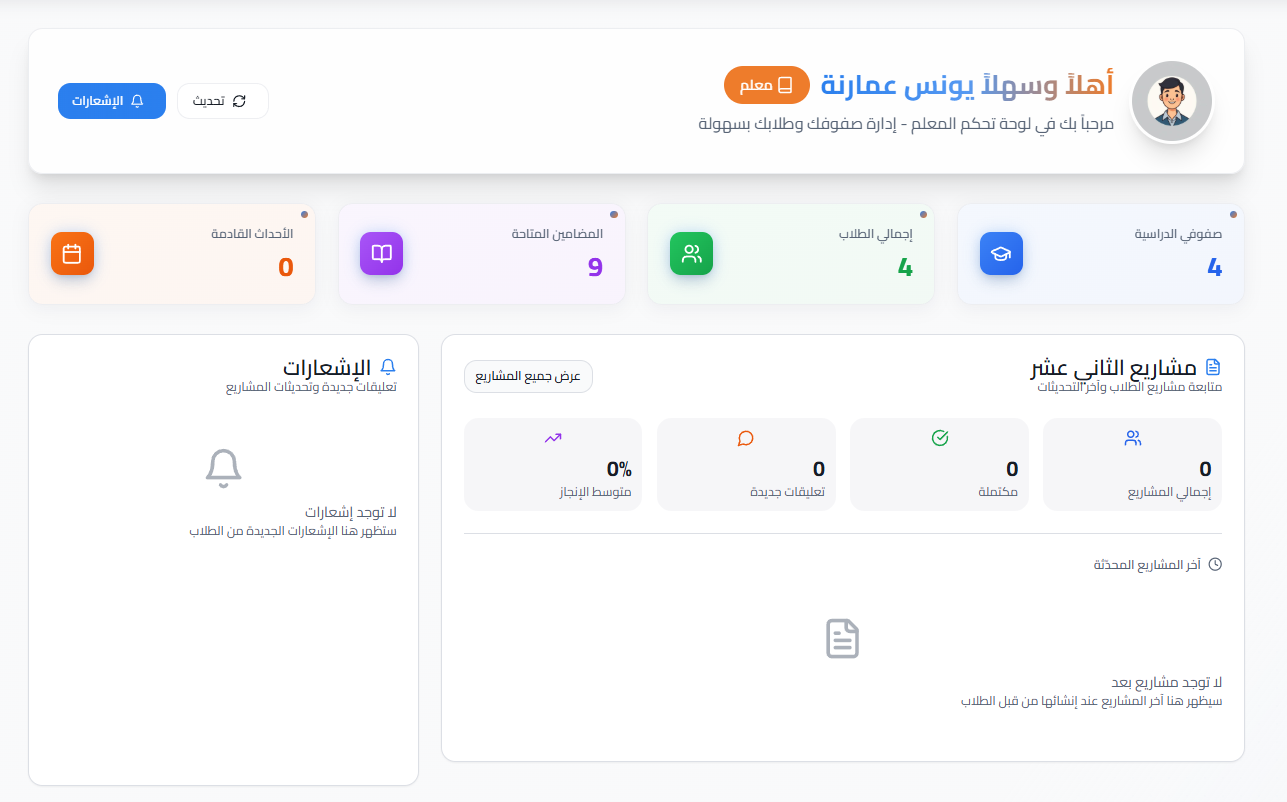 أهلاً وسهلاً يونس عمارنة
معلم
مرحباً بك في لوحة تحكم المعلم - إدارة صفوفك وطلابك بسهولة
تحديث
الإشعارات
صفوفي الدراسية
4
إجمالي الطلاب
4
المضامين المتاحة
9
الأحداث القادمة
0
مشاريع الثاني عشر
متابعة مشاريع الطلاب وآخر التحديثات
عرض جميع المشاريع
0
إجمالي المشاريع
0
مكتملة
0
تعليقات جديدة
0%
متوسط الإنجاز
آخر المشاريع المحدّثة
لا توجد مشاريع بعد
سيظهر هنا آخر المشاريع عند إنشائها من قبل الطلاب
الإشعارات
تعليقات جديدة وتحديثات المشاريع
لا توجد إشعارات
ستظهر هنا الإشعارات الجديدة من الطلاب